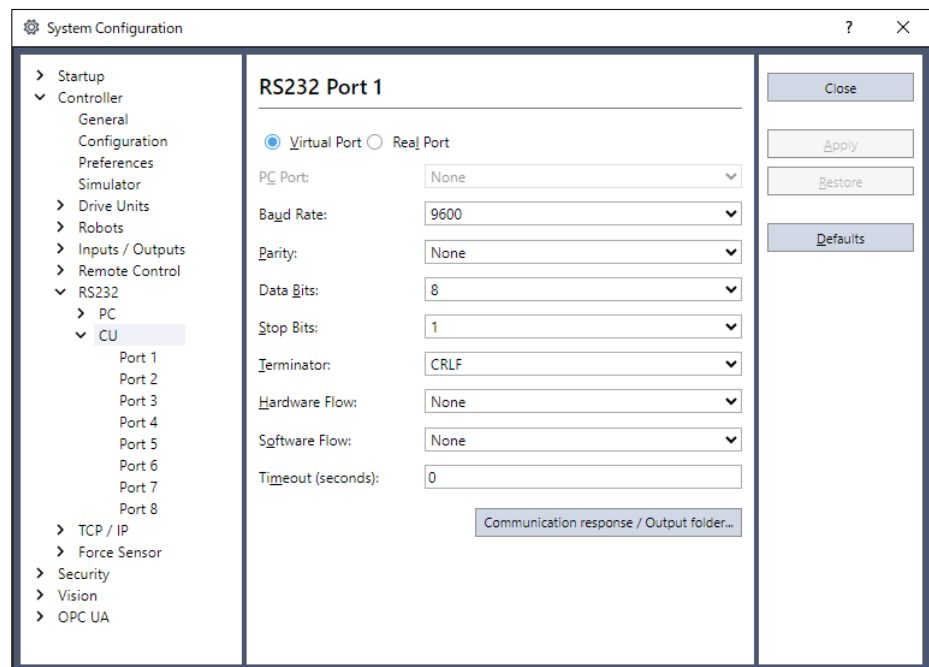 System Configuration
?
Startup
Controller
General
Configuration
Preferences
Simulator
Drive Units
Robots
Inputs / Outputs
Remote Control
RS232
PC
CU
Port 1
Port 2
Port 3
Port 4
Port 5
Port 6
Port 7
Port 8
TCP / IP
Force Sensor
Security
Vision
OPC UA
RS232 Port 1
Virtual Port Real Port
PC Port: None
Baud Rate: 9600
Parity: None
Data Bits: 8
Stop Bits: 1
Terminator: CRLF
Hardware Flow: None
Software Flow: None
Timeout (seconds): 0
Communication response / Output folder...
Close
Apply
Restore
Defaults